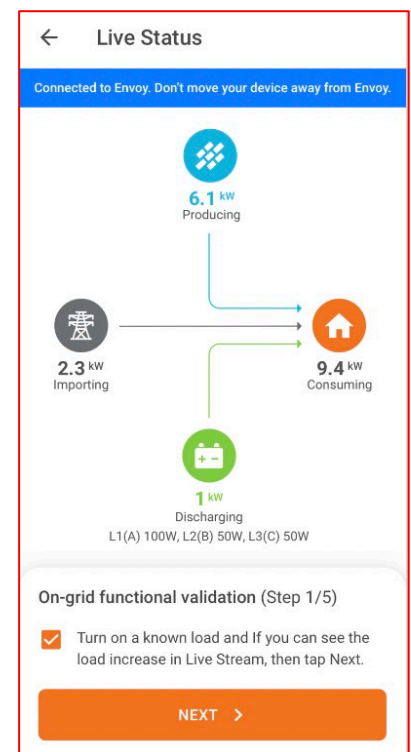 Live Status
Connected to Envoy. Don't move your device away from Envoy.
6.1 kW
Producing
2.3 kW
Importing
9.4 kW
Consuming
1 kW
Discharging
L1(A) 100W, L2(B) 50W, L3(C) 50W
On-grid functional validation (Step 1/5)
Turn on a known load and If you can see the
load increase in Live Stream, then tap Next.
NEXT